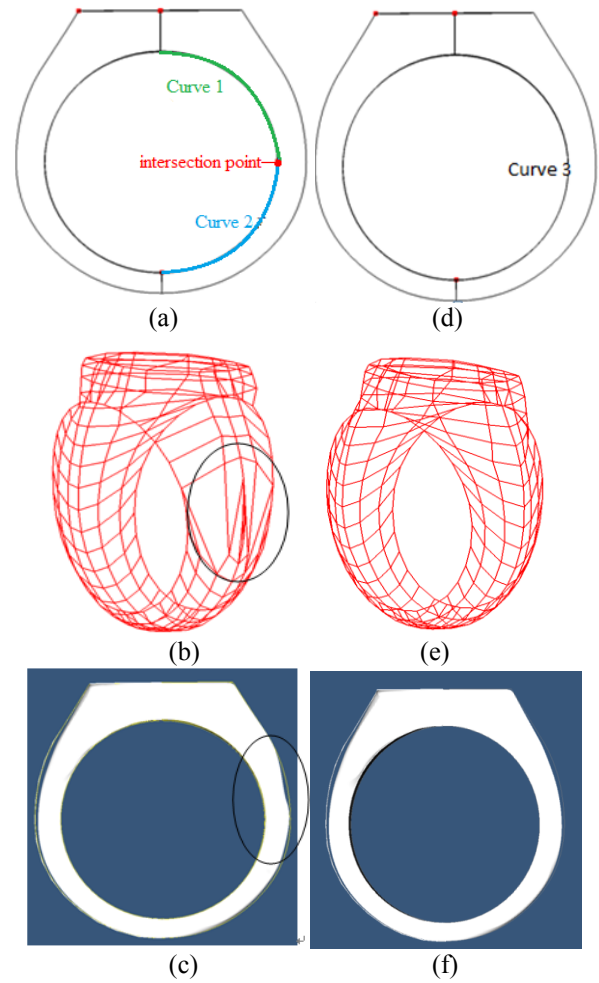 Curve 1
intersection point
Curve 2
Curve 3
(a)
(d)
(b)
(e)
(c)
(f)